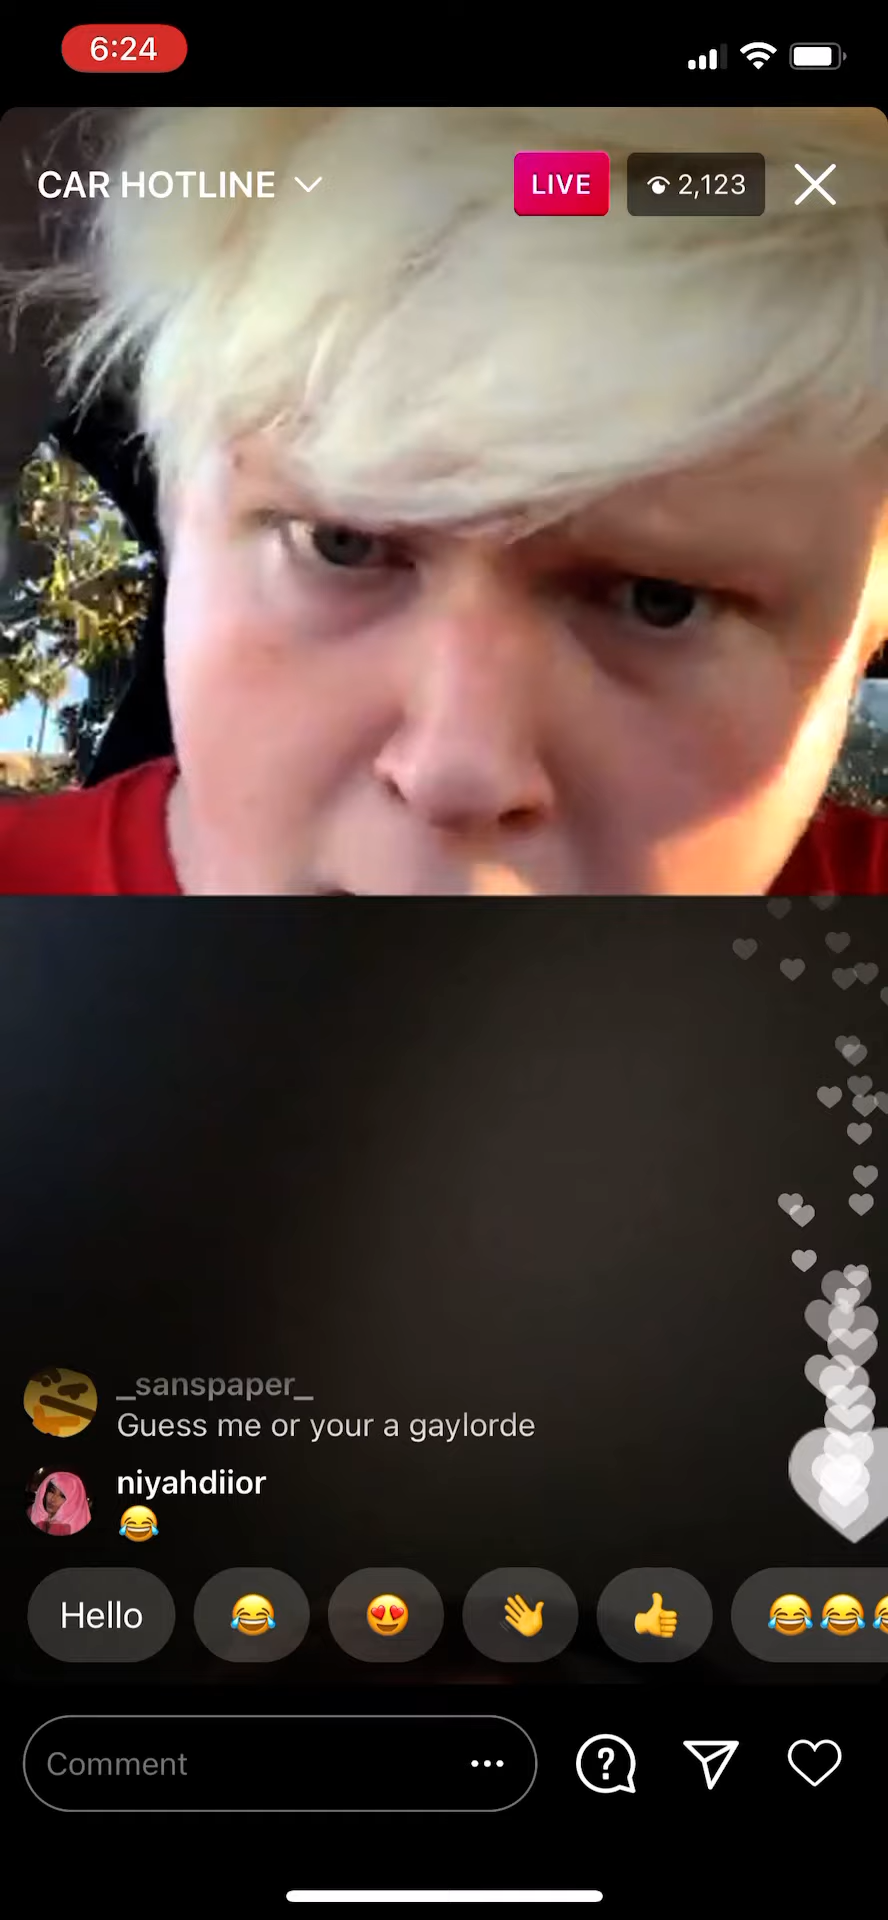 6:24
CAR HOTLINE
LIVE
2,123
_sanspaper_
Guess me or your a gaylorde
niyahdiior
😂
Hello 😂 😍 👋 👍 😂😂
Comment